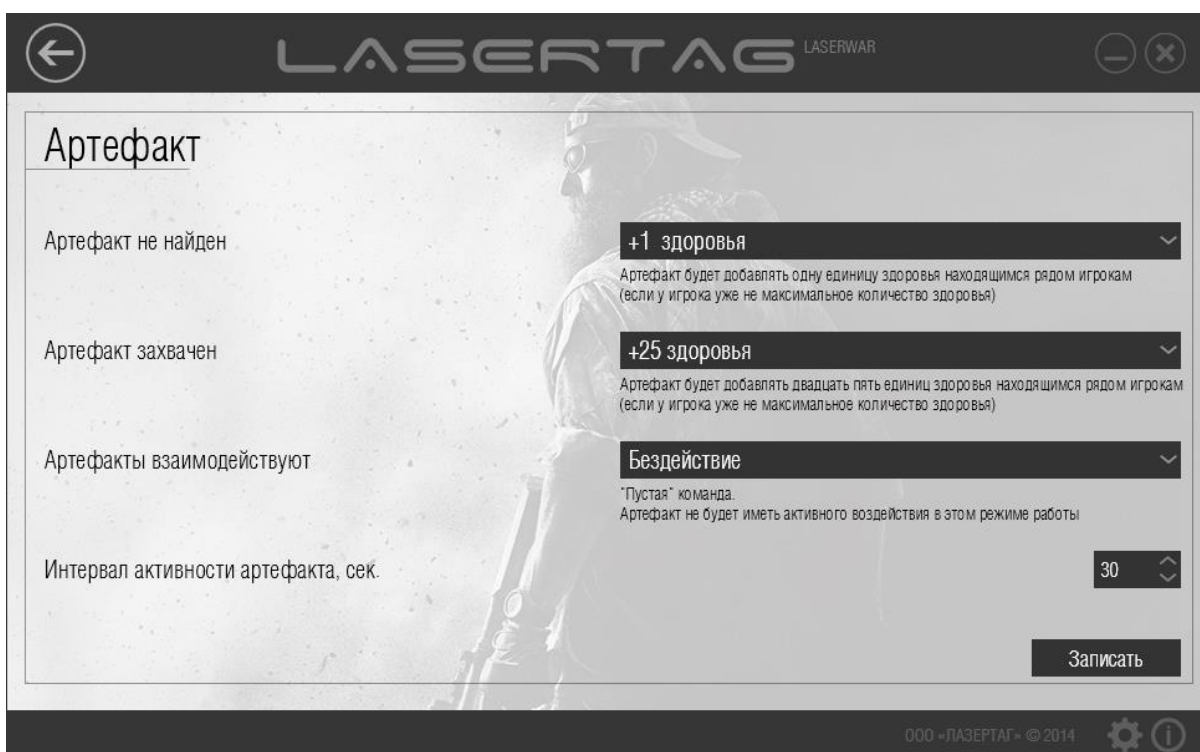 LASERTAG LASERWAR
Артефакт
Артефакт не найден
+1 здоровья
Артефакт будет добавлять одну единицу здоровья находящимся рядом игрокам
(если у игрока уже не максимальное количество здоровья)
Артефакт захвачен
+25 здоровья
Артефакт будет добавлять двадцать пять единиц здоровья находящимся рядом игрокам
(если у игрока уже не максимальное количество здоровья)
Артефакты взаимодействуют
Бездействие
"Пустая" команда.
Артефакт не будет иметь активного воздействия в этом режиме работы
Интервал активности артефакта, сек.
30
Записать
ООО «ЛАЗЕРТАГ» © 2014